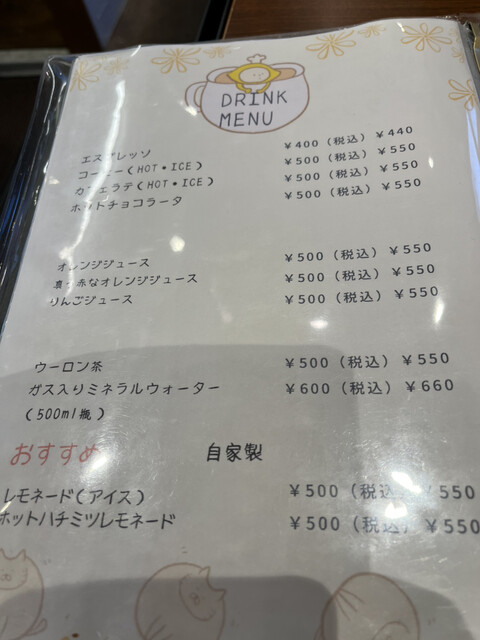 DRINK
MENU
エスプレッソ ¥400(税込)¥440
コーヒー(HOT・ICE) ¥500(税込)¥550
カフェラテ(HOT・ICE) ¥500(税込)¥550
ホットチョコラータ ¥500(税込)¥550
オレンジジュース ¥500(税込)¥550
真っ赤なオレンジジュース ¥500(税込)¥550
りんごジュース ¥500(税込)¥550
ウーロン茶 ¥500(税込)¥550
ガス入りミネラルウォーター ¥600(税込)¥660
(500ml瓶)
おすすめ 自家製
レモネード(アイス) ¥500(税込)¥550
ホットハチミツレモネード ¥500(税込)¥550